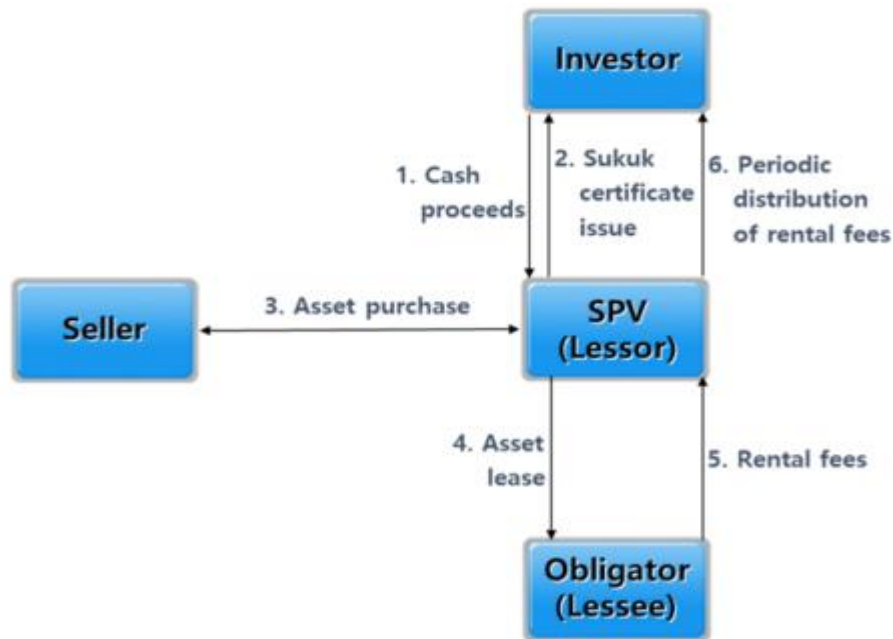 Investor
1. Cash
proceeds
2. Sukuk
certificate
issue
6. Periodic
distribution
of rental fees
Seller
3. Asset purchase
SPV
(Lessor)
4. Asset
lease
5. Rental fees
Obligator
(Lessee)